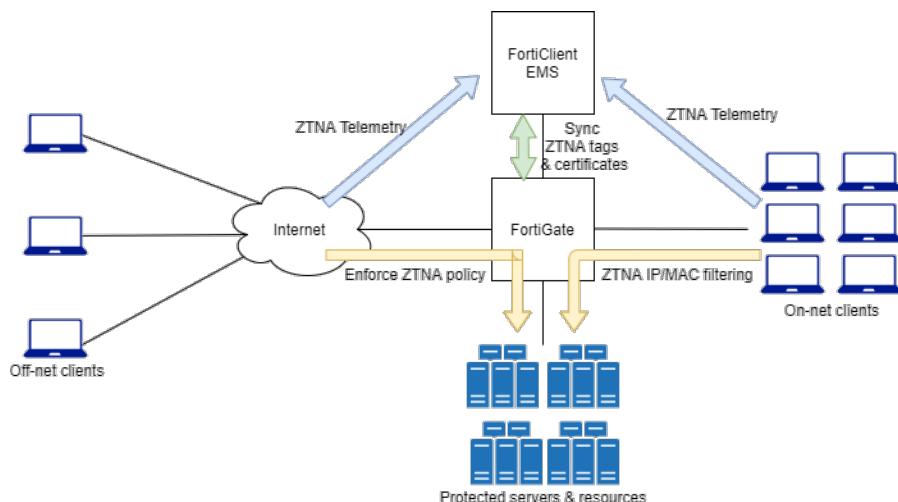 FortiClient
EMS
ZTNA Telemetry
Sync
ZTNA tags
& certificates
ZTNA Telemetry
Internet
FortiGate
Enforce ZTNA policy
ZTNA IP/MAC filtering
On-net clients
Off-net clients
Protected servers & resources